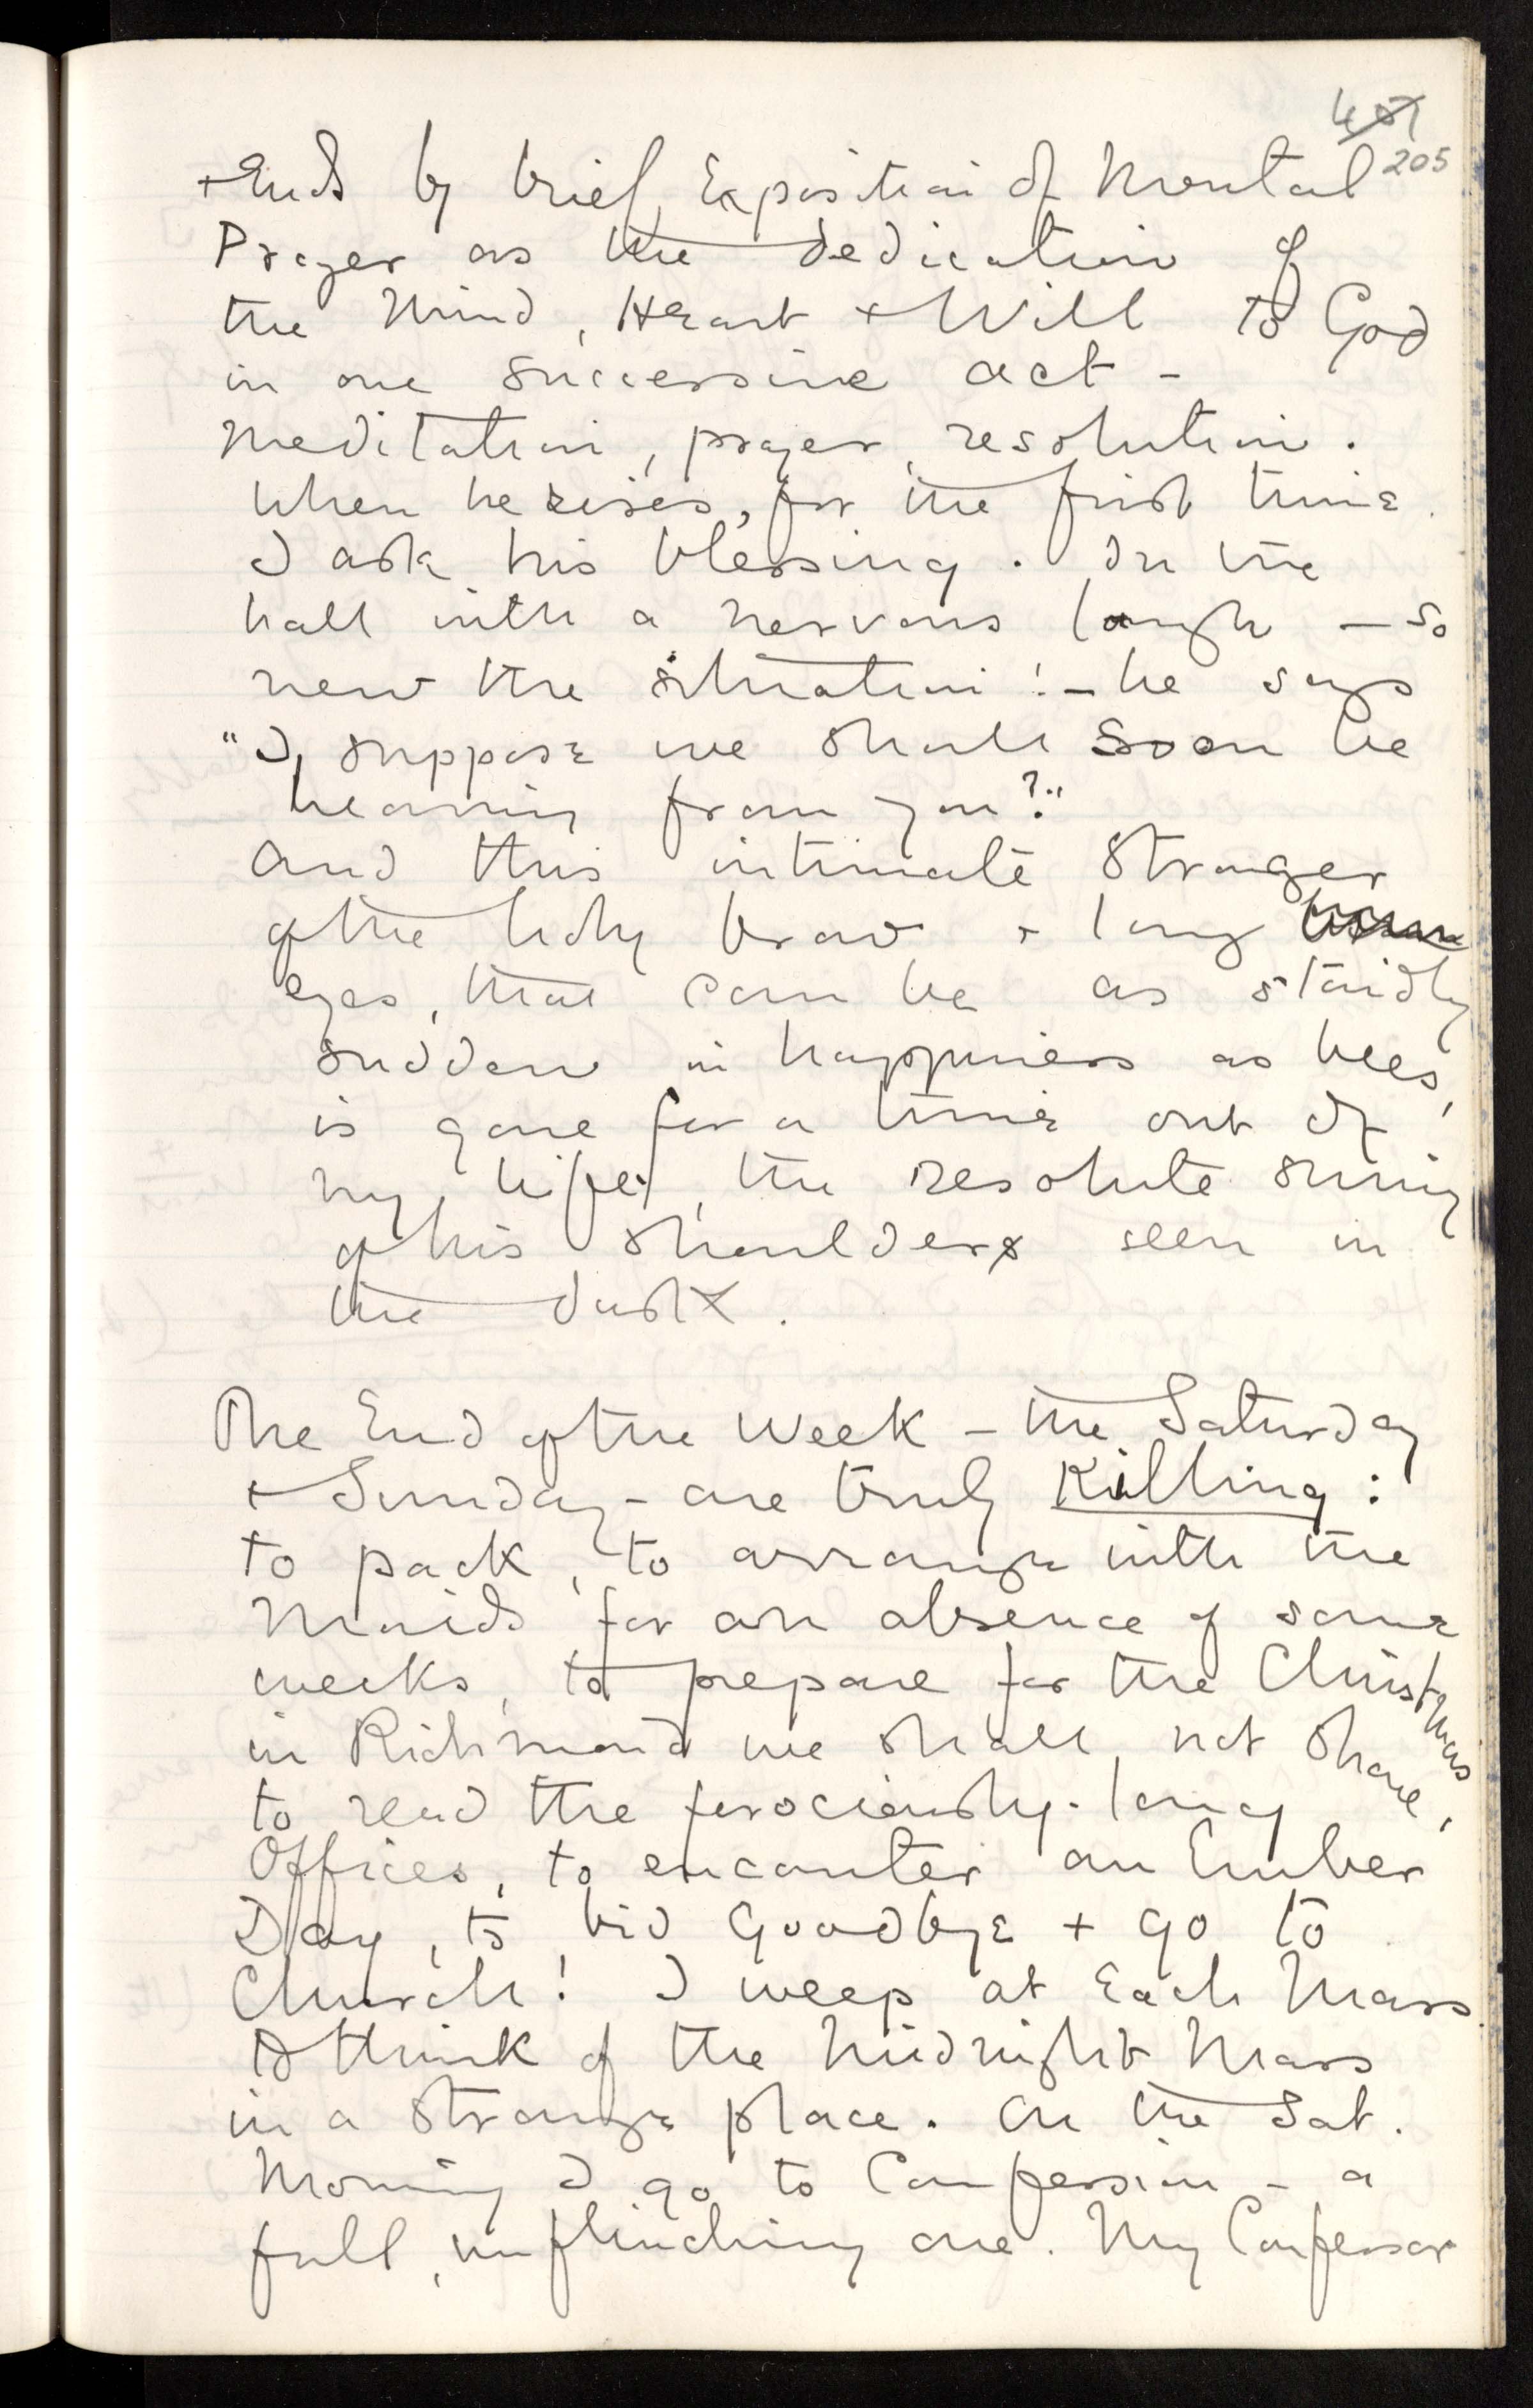 451
205
+ Ends by brief Exposition of Mental
Prayer as the dedication of
the Mind, Heart + Will to God
in one successive act –
Meditation, prayer, resolution.
When he rises, for the first time
I ask his blessing. In the
hall with a nervous laugh – so
new the situation! – he says
"I suppose we shall soon be
hearing from you?"
And this intimate Stranger
of the tidy brow + long
eyes, that can be as staidly
sudden in happiness as bees,
is gone for a time out of
my life, the resolute swing
of his shoulders seen in
the dusk.
The End of the Week – the Saturday
+ Sunday – are truly Killing:
to pack, to arrange with the
Maids for an absence of some
weeks, to prepare for the Christmas
in Richmond we shall not share,
to read the ferociously-long
Offices, to encounter an Ember
Day, to bid Goodbye + go to
Church! I weep at Each Mass
to think of the Midnight Mass
in a strange place. On the Sat.
Morning I go to Confession – a
full, unflinching one. My Confessor